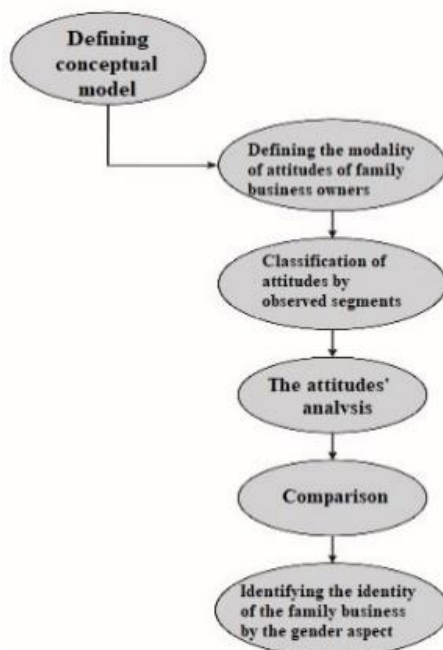 Defining
conceptual
model
Defining the modality
of attitudes of family
business owners
Classification of
attitudes by
observed segments
The attitudes'
analysis
Comparison
Identifying the identity
of the family business
by the gender aspect